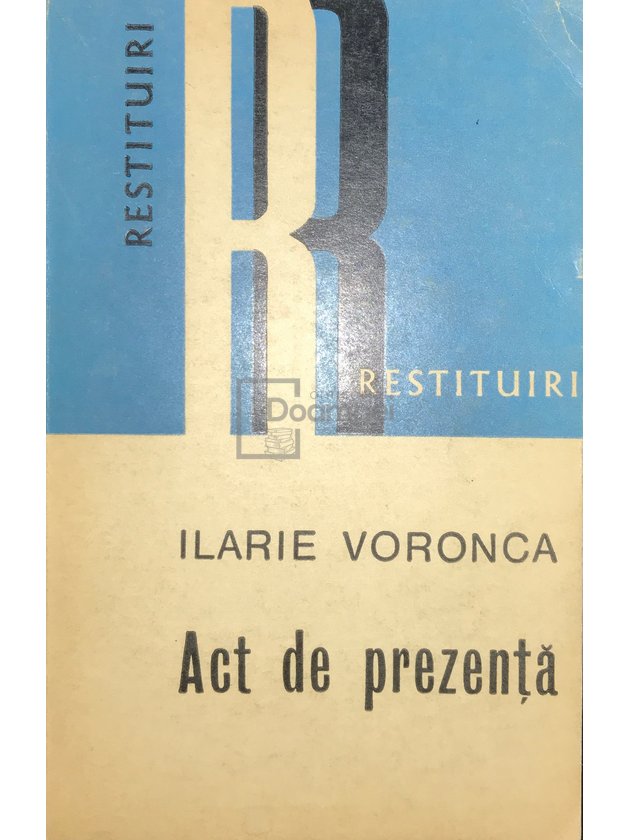 RESTITUIRI
RESTITUIRI
ILARIE VORONCA
Act de prezență